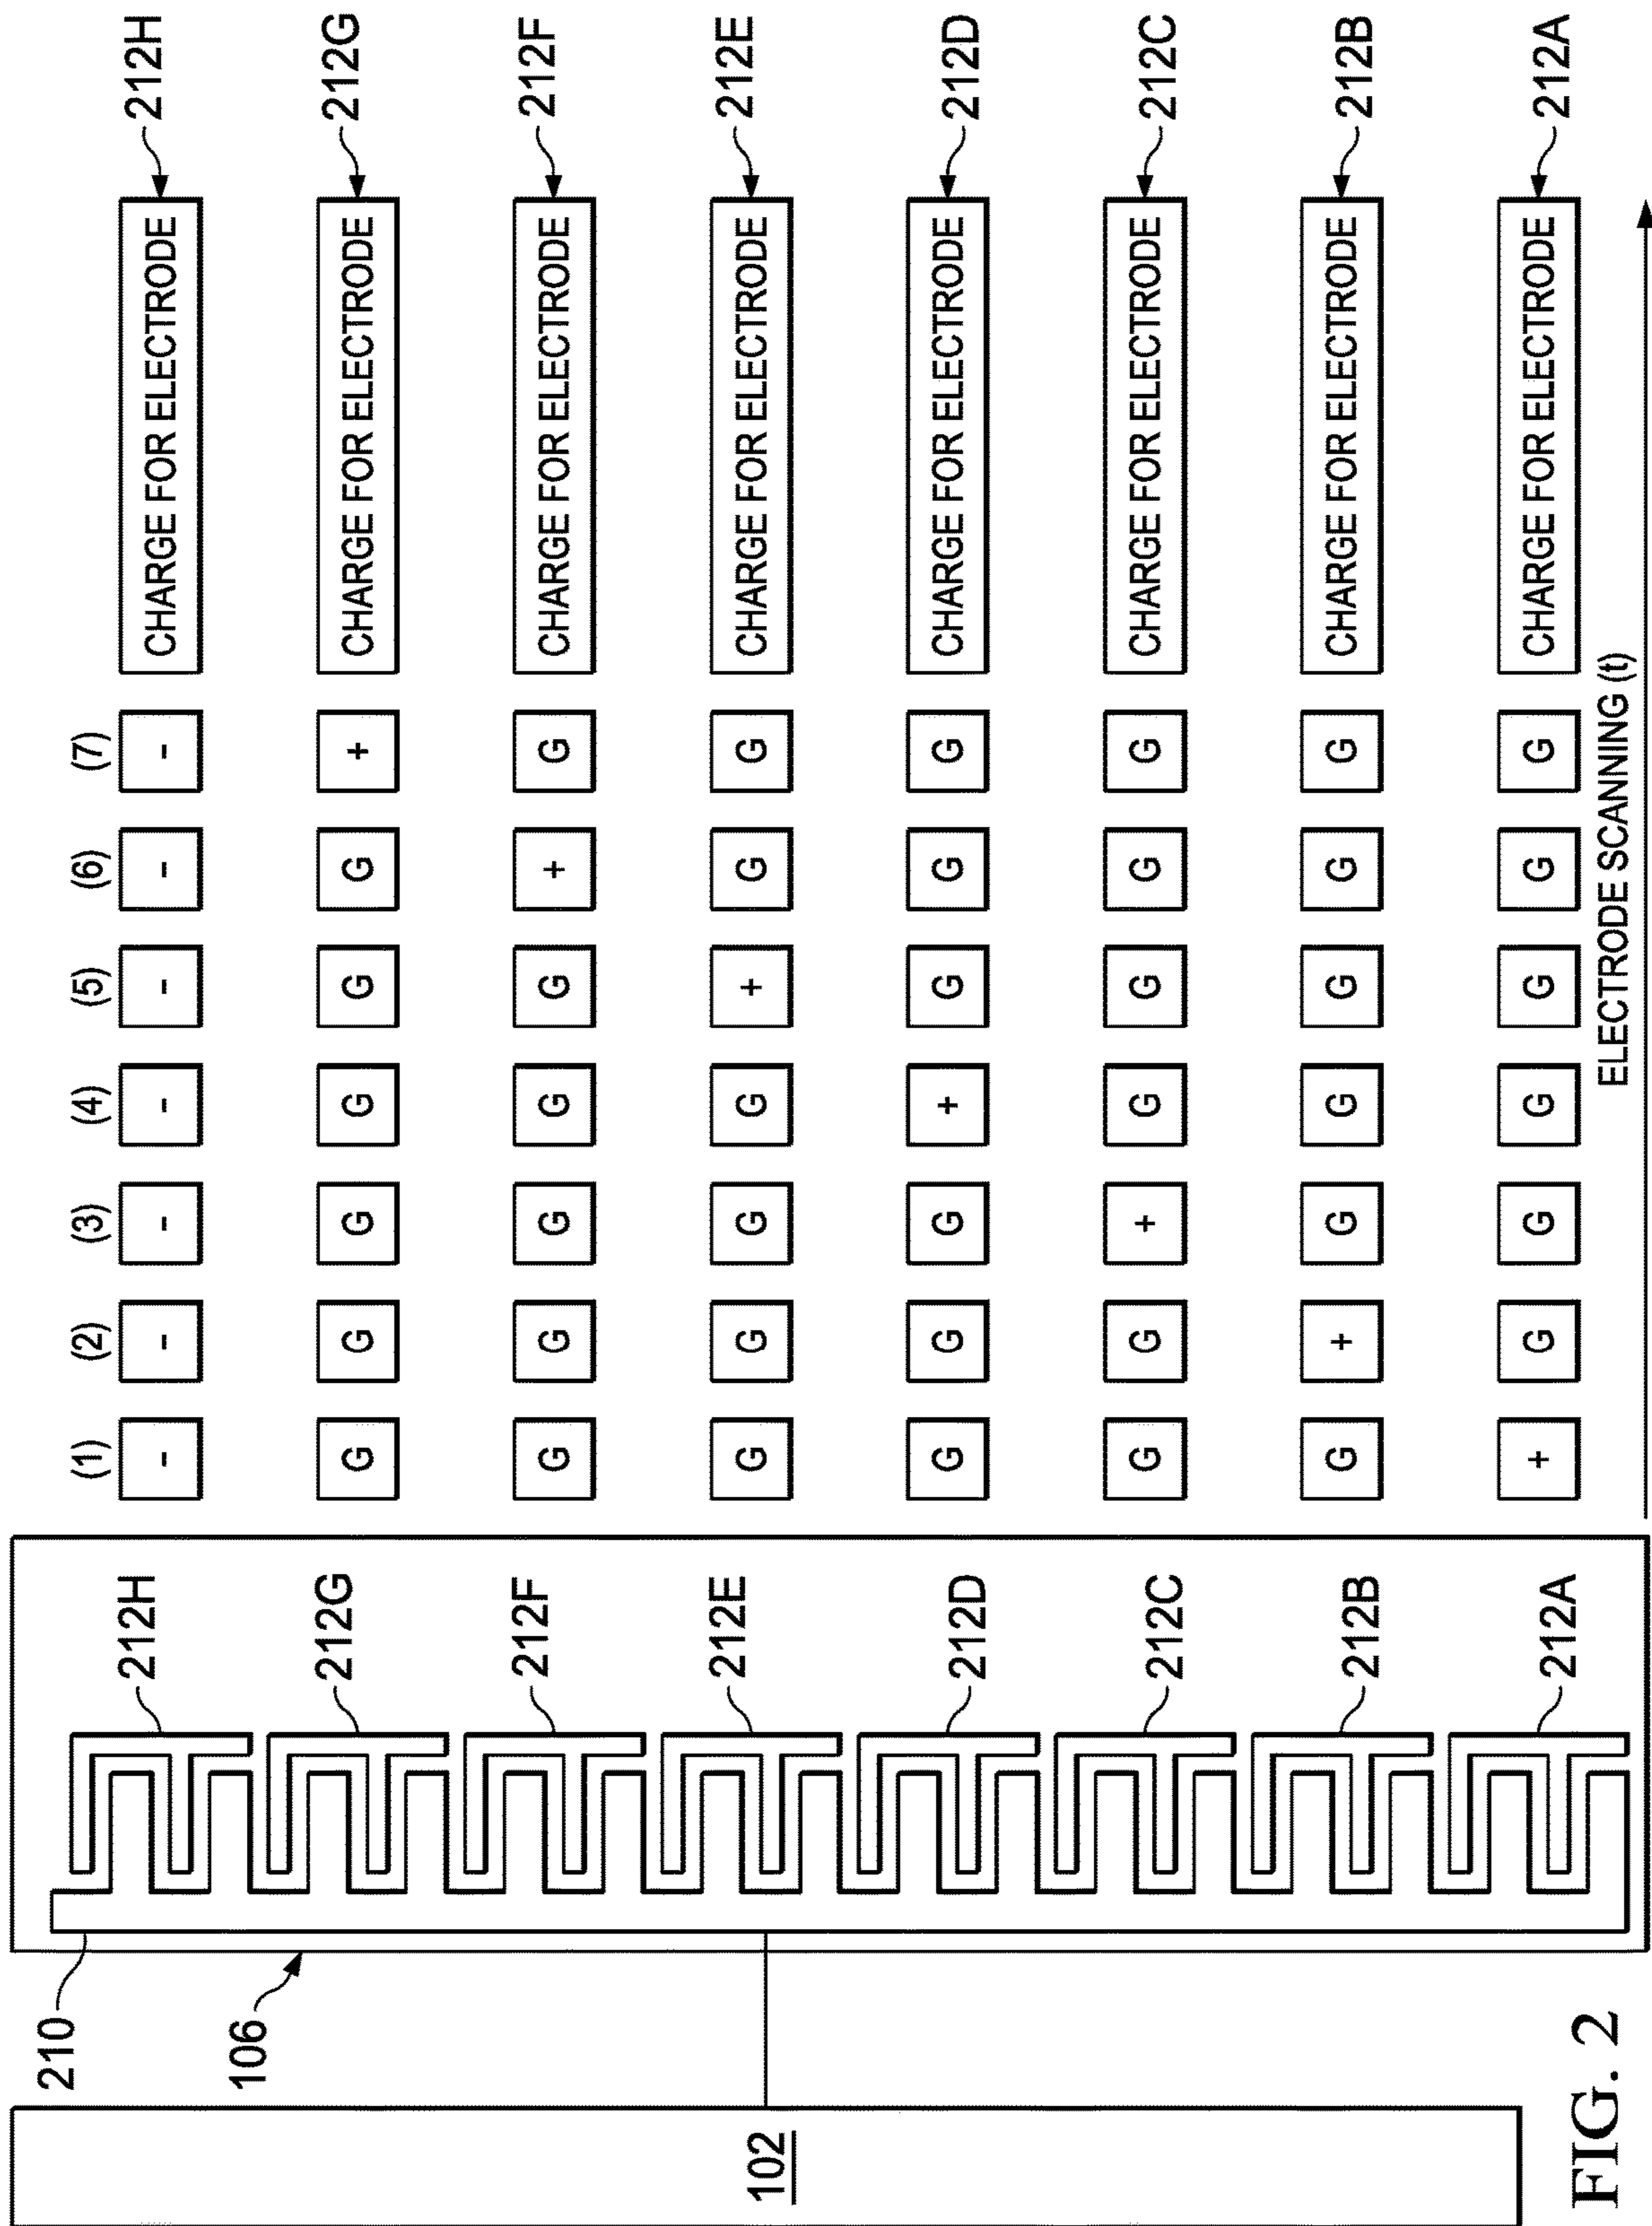 (1) (2) (3) (4) (5) (6) (7)
212H - - - - - - - CHARGE FOR ELECTRODE 212H
212G G G G G G G + CHARGE FOR ELECTRODE 212G
212F G G G G G + G CHARGE FOR ELECTRODE 212F
212E G G G G + G G CHARGE FOR ELECTRODE 212E
212D G G G + G G G CHARGE FOR ELECTRODE 212D
212C G G + G G G G CHARGE FOR ELECTRODE 212C
212B G + G G G G G CHARGE FOR ELECTRODE 212B
212A + G G G G G G CHARGE FOR ELECTRODE 212A
ELECTRODE SCANNING (t)
210
106
102
FIG. 2